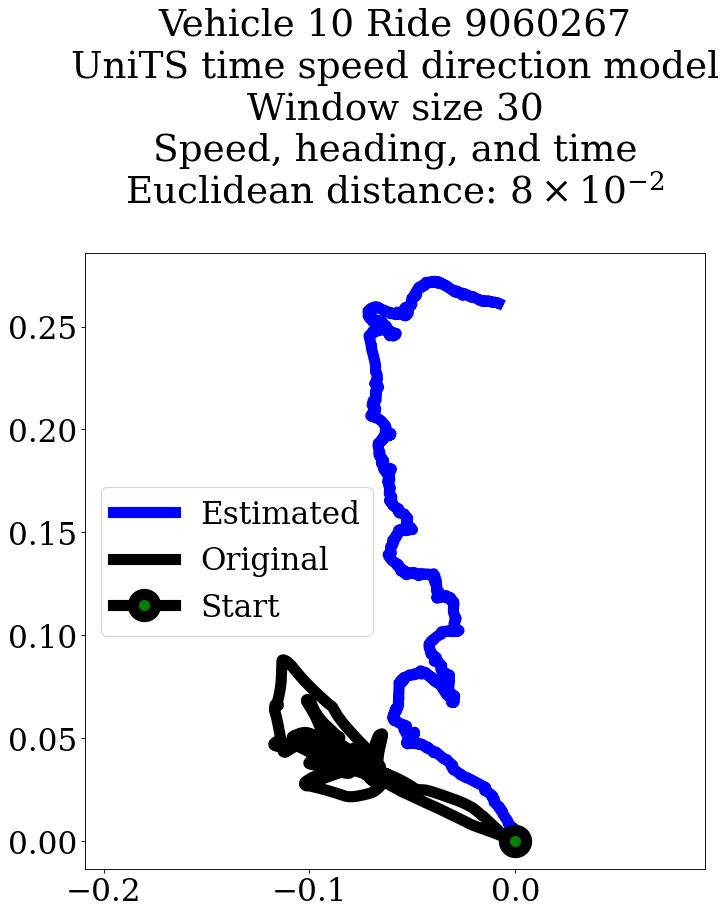 Vehicle 10 Ride 9060267
UniTS time speed direction model
Window size 30
Speed, heading, and time
Euclidean distance: 8 × 10⁻²
0.25
0.20
0.15
0.10
0.05
0.00
Estimated
Original
Start
−0.2 −0.1 0.0